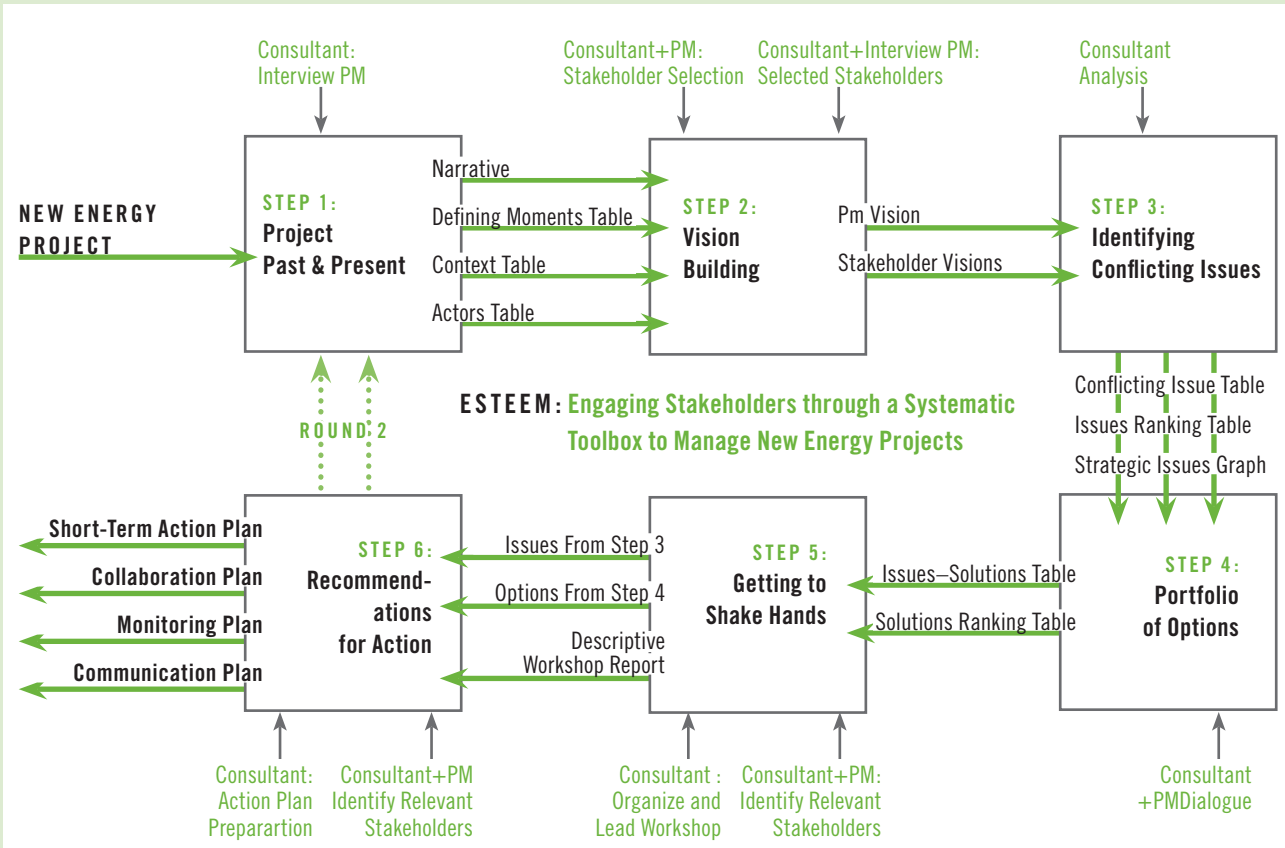 Consultant:
Interview PM
Consultant+PM:
Stakeholder Selection
Consultant+Interview PM:
Selected Stakeholders
Consultant
Analysis
NEW ENERGY
PROJECT
STEP 1:
Project
Past & Present
Narrative
Defining Moments Table
Context Table
Actors Table
STEP 2:
Vision
Building
Pm Vision
Stakeholder Visions
STEP 3:
Identifying
Conflicting Issues
ROUND 2
ESTEEM: Engaging Stakeholders through a Systematic
Toolbox to Manage New Energy Projects
Conflicting Issue Table
Issues Ranking Table
Strategic Issues Graph
Short-Term Action Plan
Collaboration Plan
Monitoring Plan
Communication Plan
STEP 6:
Recommend-
ations
for Action
Issues From Step 3
Options From Step 4
Descriptive
Workshop Report
STEP 5:
Getting to
Shake Hands
Issues–Solutions Table
Solutions Ranking Table
STEP 4:
Portfolio
of Options
Consultant:
Action Plan
Preparartion
Consultant+PM
Identify Relevant
Stakeholders
Consultant :
Organize and
Lead Workshop
Consultant+PM:
Identify Relevant
Stakeholders
Consultant
+PMDialogue